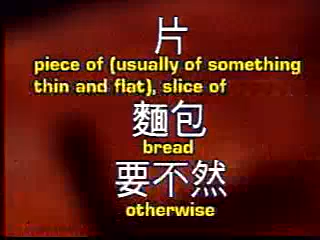 片
piece of (usually of something
thin and flat), slice of
麵包
bread
要不然
otherwise